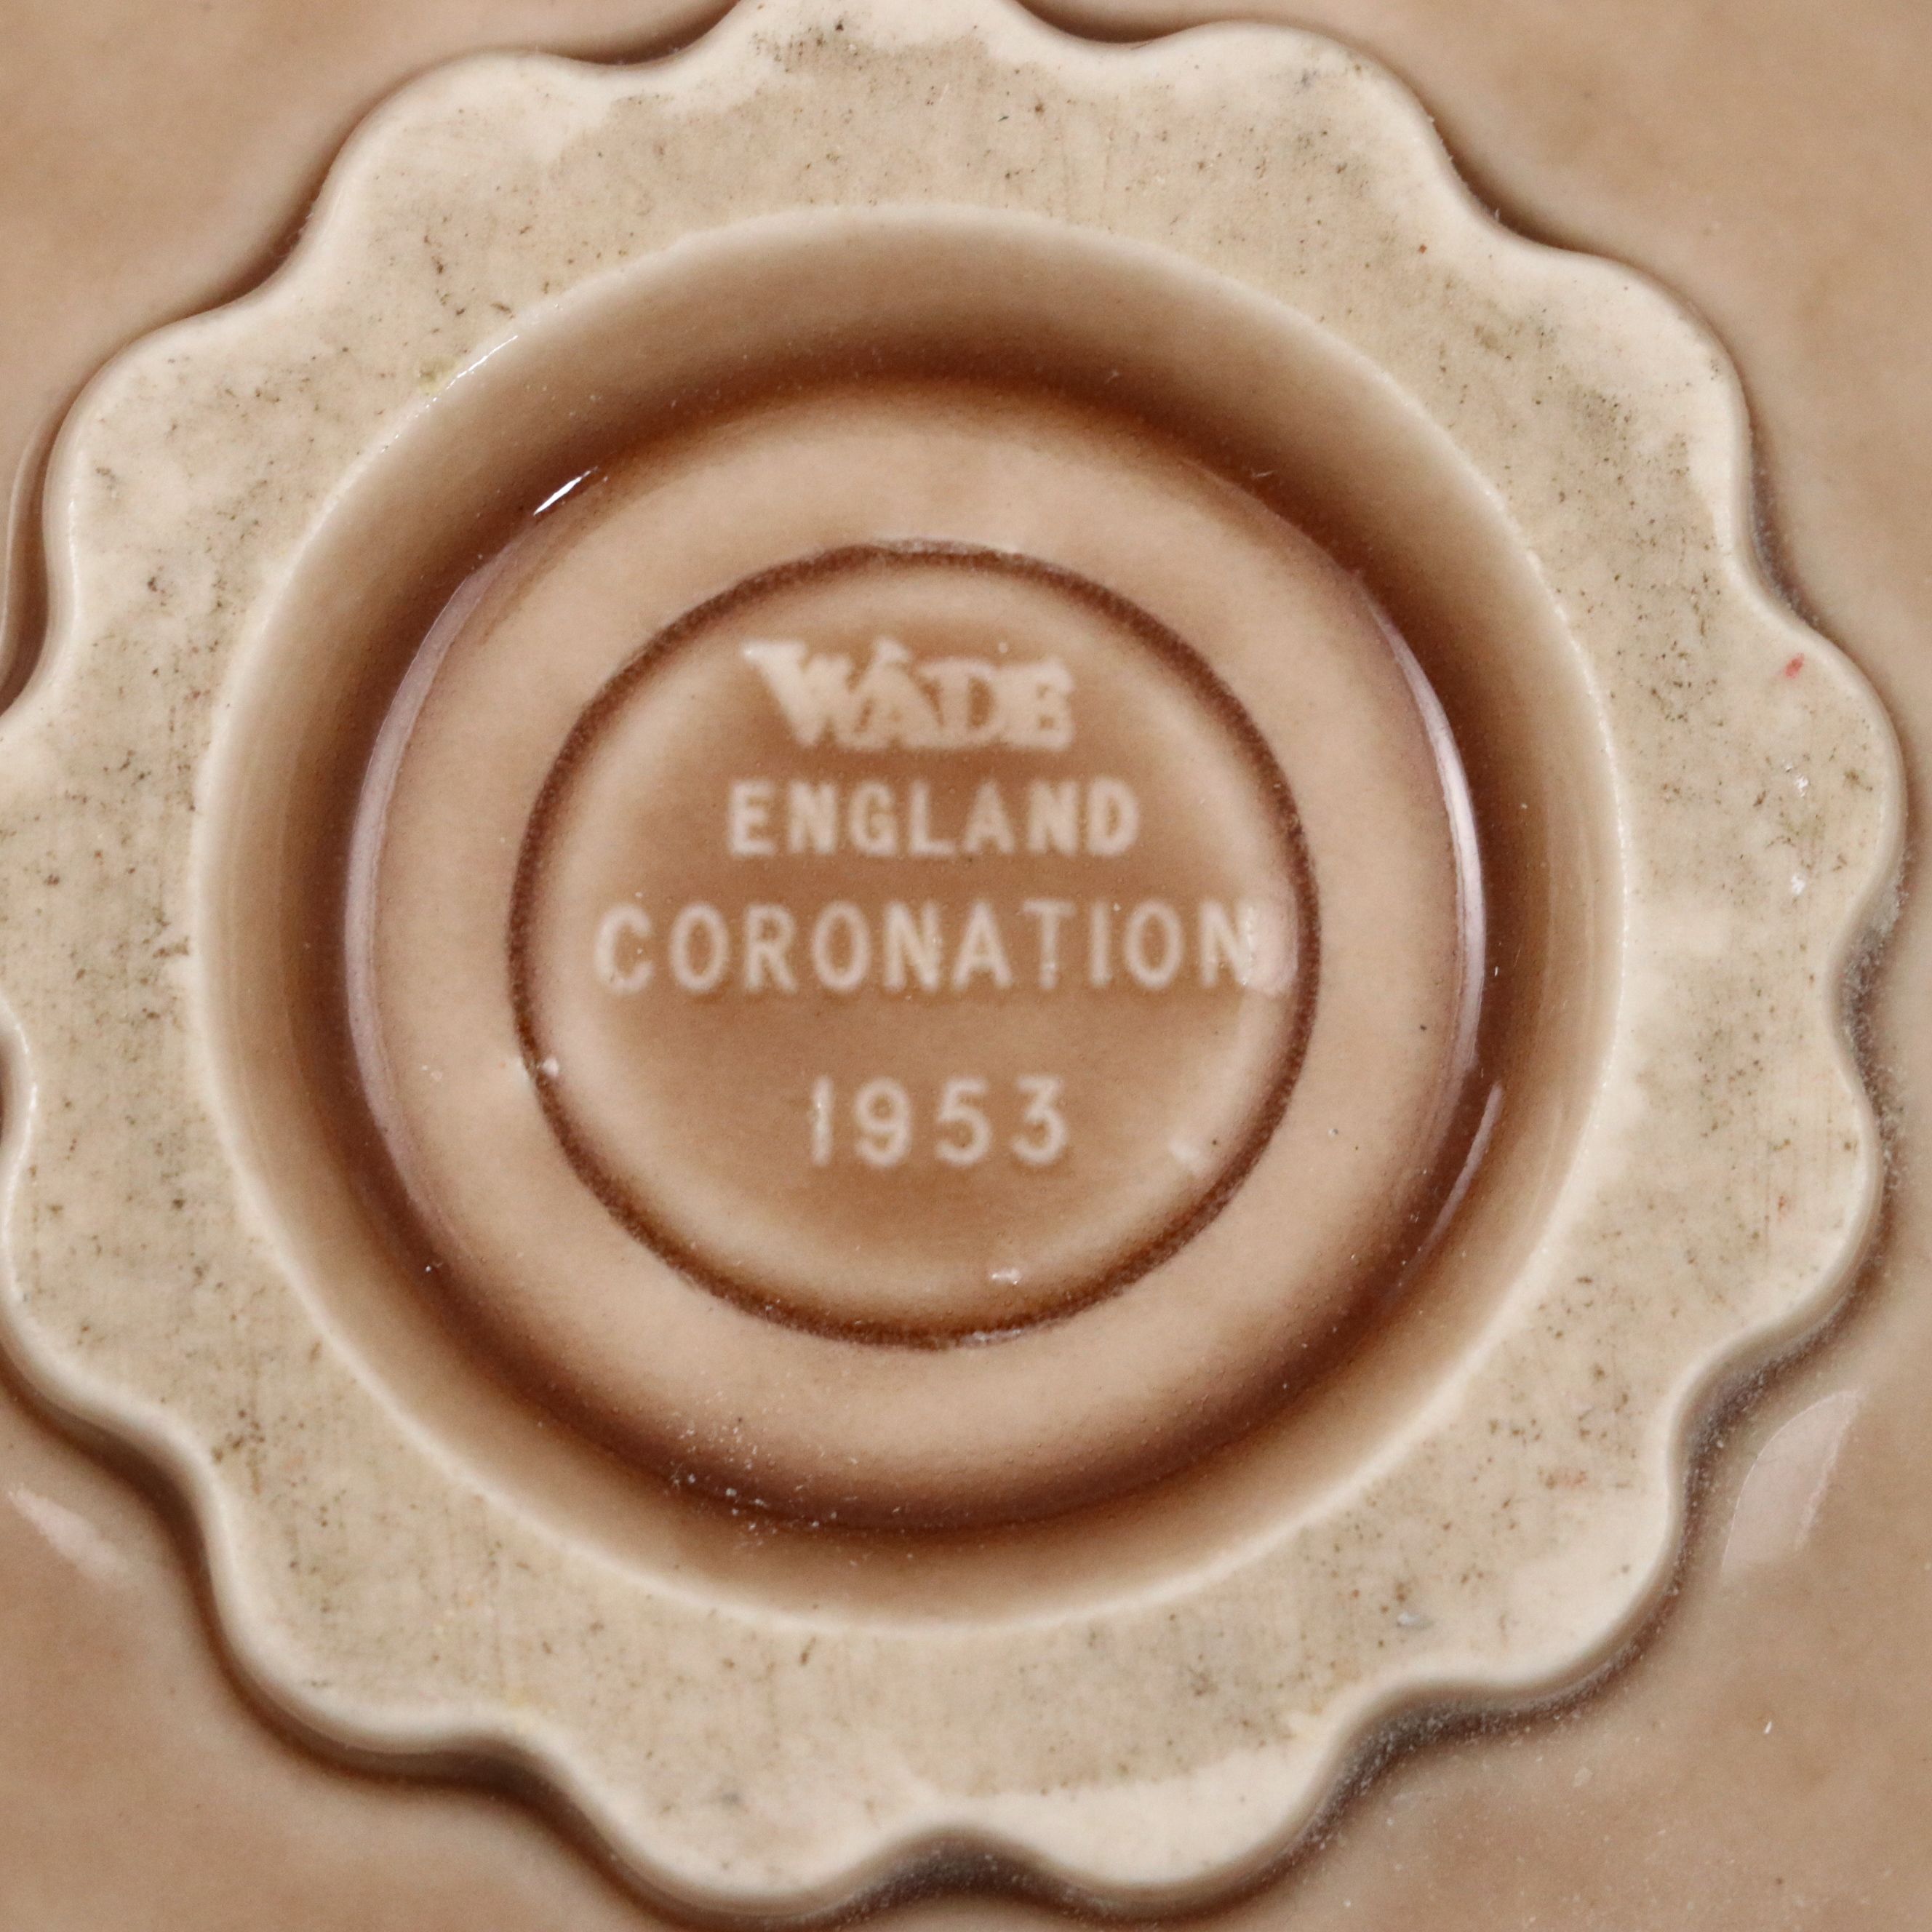 WADE
ENGLAND
CORONATION
1953